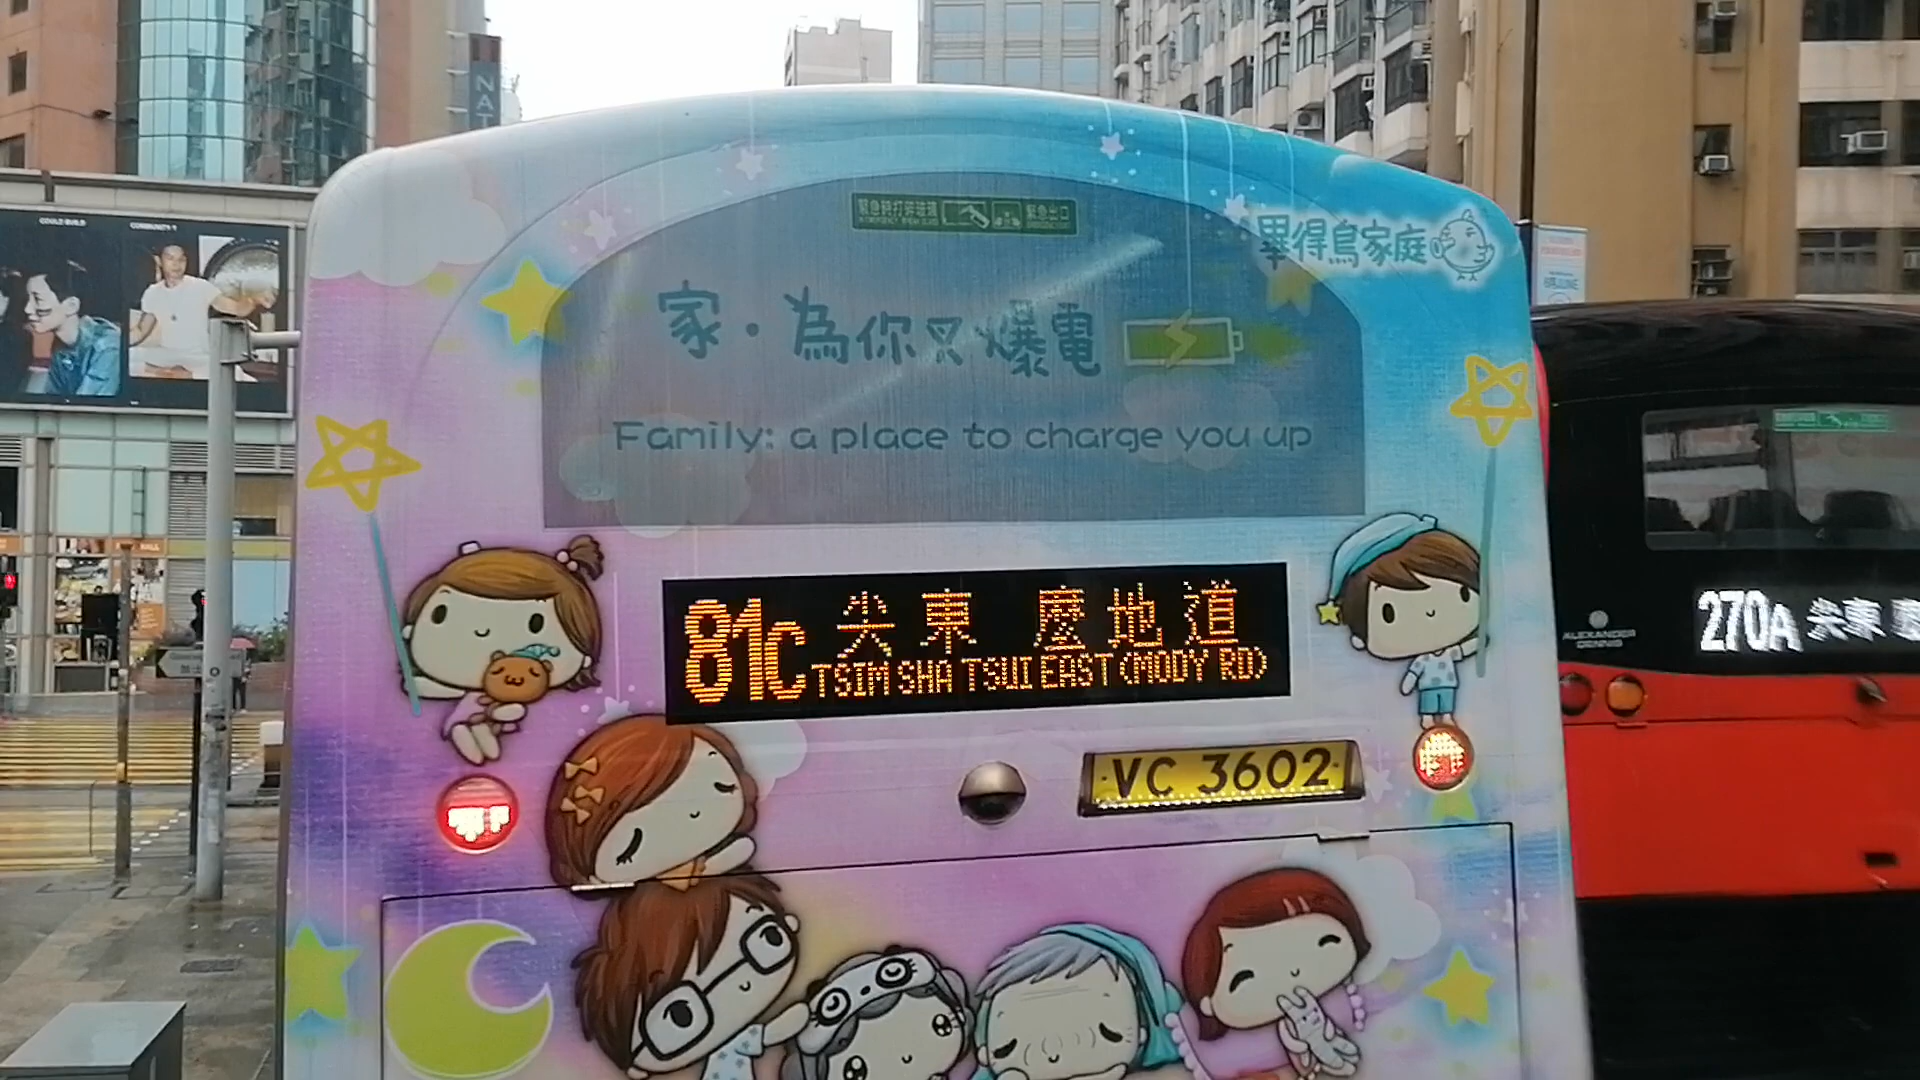 NAT
緊急時打碎玻璃
緊急出口
畢得鳥家庭
家·為你叉爆電
Family: a place to charge you up
81C 尖東 麼地道
TSIM SHA TSUI EAST (MODY RD)
VC 3602
ALEXANDER
DENNIS
270A 尖東